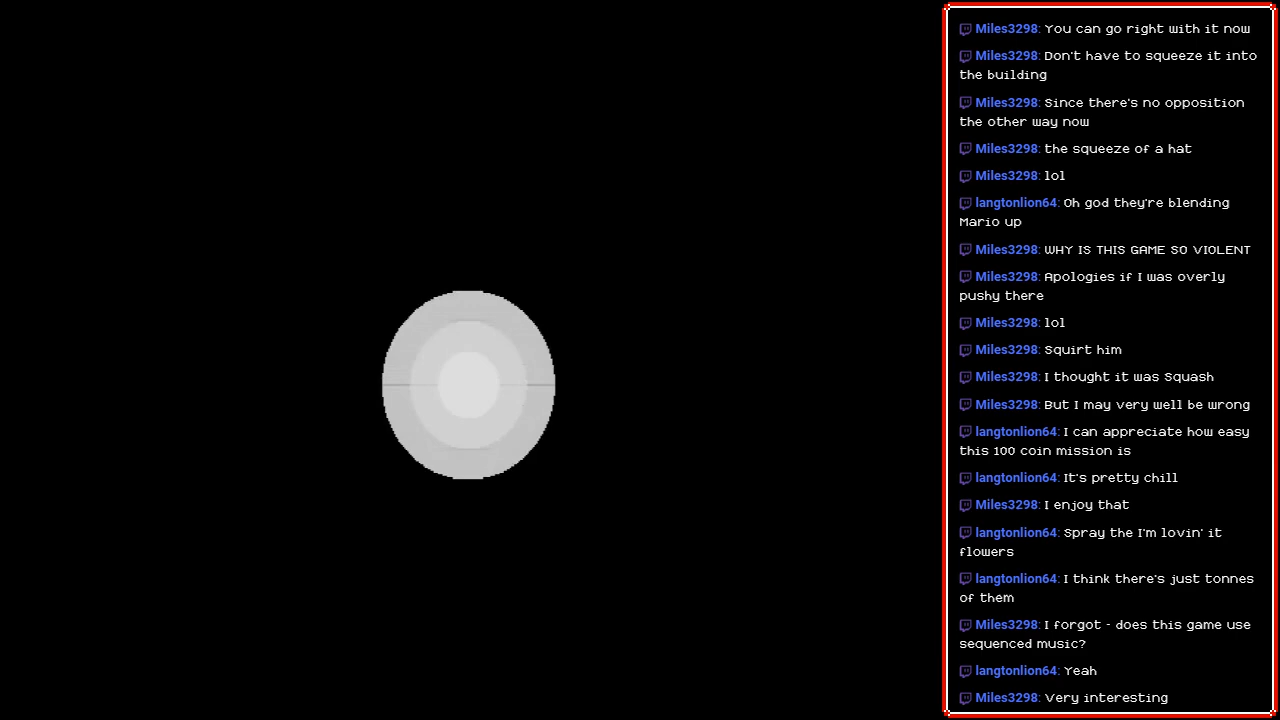 Miles3298: You can go right with it now
Miles3298: Don't have to squeeze it into
the building
Miles3298: Since there's no opposition
the other way now
Miles3298: the squeeze of a hat
Miles3298: lol
langtonlion64: Oh god they're blending
Mario up
Miles3298: WHY IS THIS GAME SO VIOLENT
Miles3298: Apologies if I was overly
pushy there
Miles3298: lol
Miles3298: Squirt him
Miles3298: I thought it was Squash
Miles3298: But I may very well be wrong
langtonlion64: I can appreciate how easy
this 100 coin mission is
langtonlion64: It's pretty chill
Miles3298: I enjoy that
langtonlion64: Spray the I'm lovin' it
flowers
langtonlion64: I think there's just tonnes
of them
Miles3298: I forgot - does this game use
sequenced music?
langtonlion64: Yeah
Miles3298: Very interesting